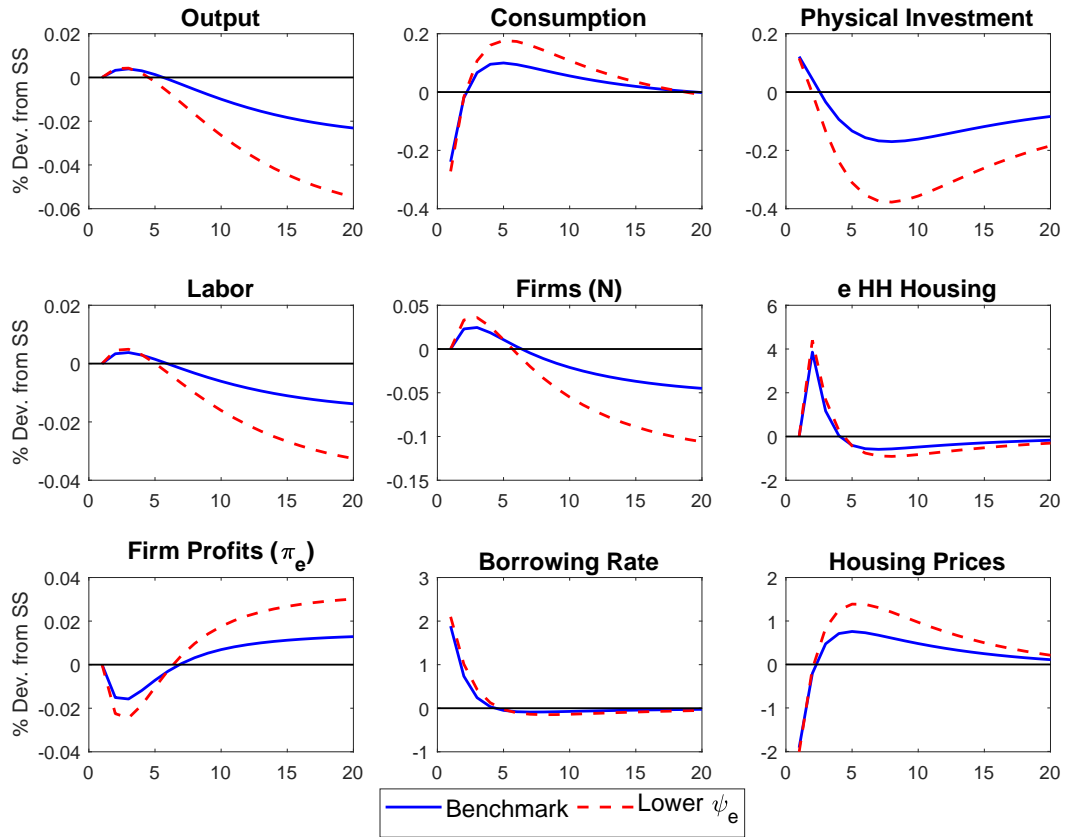 Output
Consumption
Physical Investment
% Dev. from SS
0.02
0
-0.02
-0.04
-0.06
0 5 10 15 20
0.4
0.2
0
-0.2
-0.4
0 5 10 15 20
0.2
0
-0.2
-0.4
0 5 10 15 20
Labor
Firms (N)
e HH Housing
% Dev. from SS
0.02
0
-0.02
-0.04
0 5 10 15 20
0.05
0
-0.05
-0.1
-0.15
0 5 10 15 20
6
4
2
0
-2
0 5 10 15 20
Firm Profits (π_e)
Borrowing Rate
Housing Prices
% Dev. from SS
0.04
0.02
0
-0.02
-0.04
0 5 10 15 20
3
2
1
0
-1
0 5 10 15 20
2
1
0
-1
-2
0 5 10 15 20
Benchmark Lower ψ_e